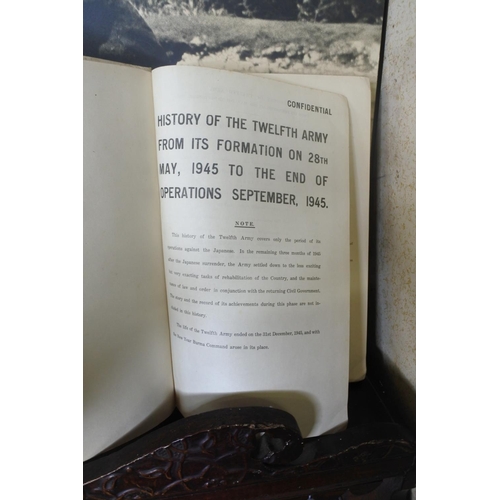 CONFIDENTIAL
HISTORY OF THE TWELFTH ARMY
FROM ITS FORMATION ON 28TH
MAY, 1945 TO THE END OF
OPERATIONS SEPTEMBER, 1945.
NOTE.
This history of the Twelfth Army covers only the period of its
operations against the Japanese. In the remaining three months of 1945
after the Japanese surrender, the Army settled down to the less exciting
but very exacting tasks of rehabilitation of the Country, and the mainten-
ance of law and order in conjunction with the returning Civil Government.
The story and the record of its achievements during this phase are not in-
cluded in this history.
The life of the Twelfth Army ended on the 31st December, 1945, and with
the New Year Burma Command arose in its place.